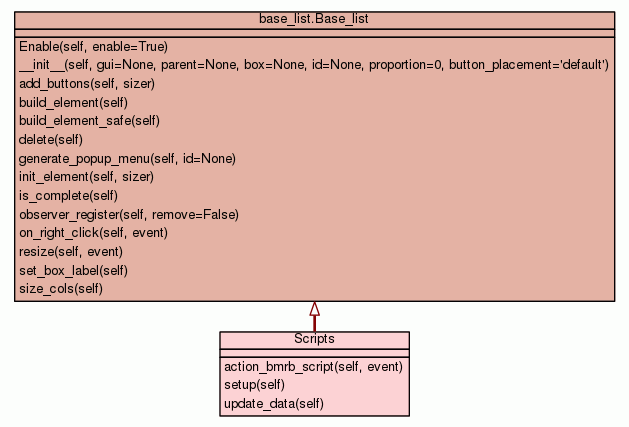 base_list.Base_list
Enable(self, enable=True)
__init__(self, gui=None, parent=None, box=None, id=None, proportion=0, button_placement='default')
add_buttons(self, sizer)
build_element(self)
build_element_safe(self)
delete(self)
generate_popup_menu(self, id=None)
init_element(self, sizer)
is_complete(self)
observer_register(self, remove=False)
on_right_click(self, event)
resize(self, event)
set_box_label(self)
size_cols(self)
Scripts
action_bmrb_script(self, event)
setup(self)
update_data(self)